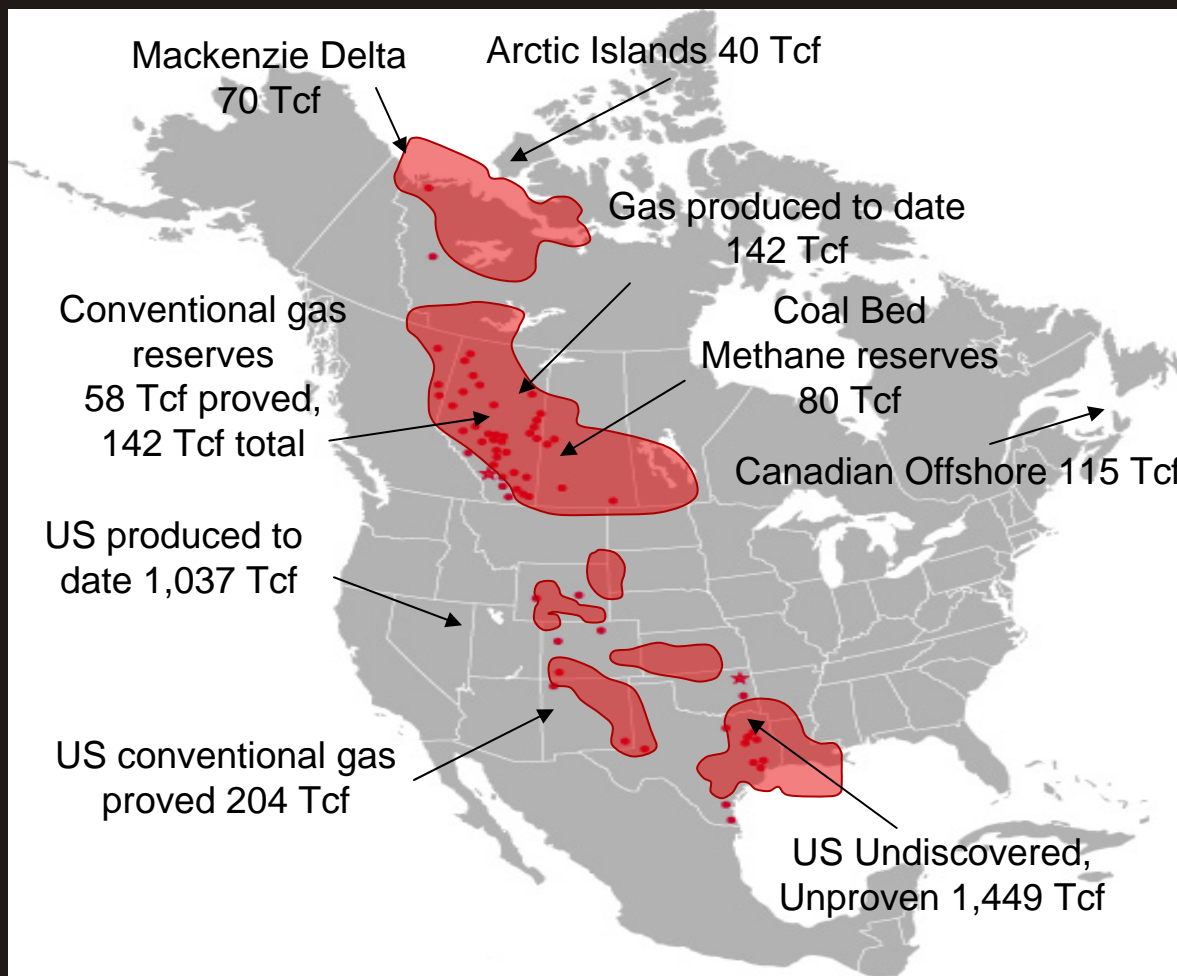 Mackenzie Delta
70 Tcf
Arctic Islands 40 Tcf
Gas produced to date
142 Tcf
Conventional gas
reserves
58 Tcf proved,
142 Tcf total
Coal Bed
Methane reserves
80 Tcf
Canadian Offshore 115 Tcf
US produced to
date 1,037 Tcf
US conventional gas
proved 204 Tcf
US Undiscovered,
Unproven 1,449 Tcf